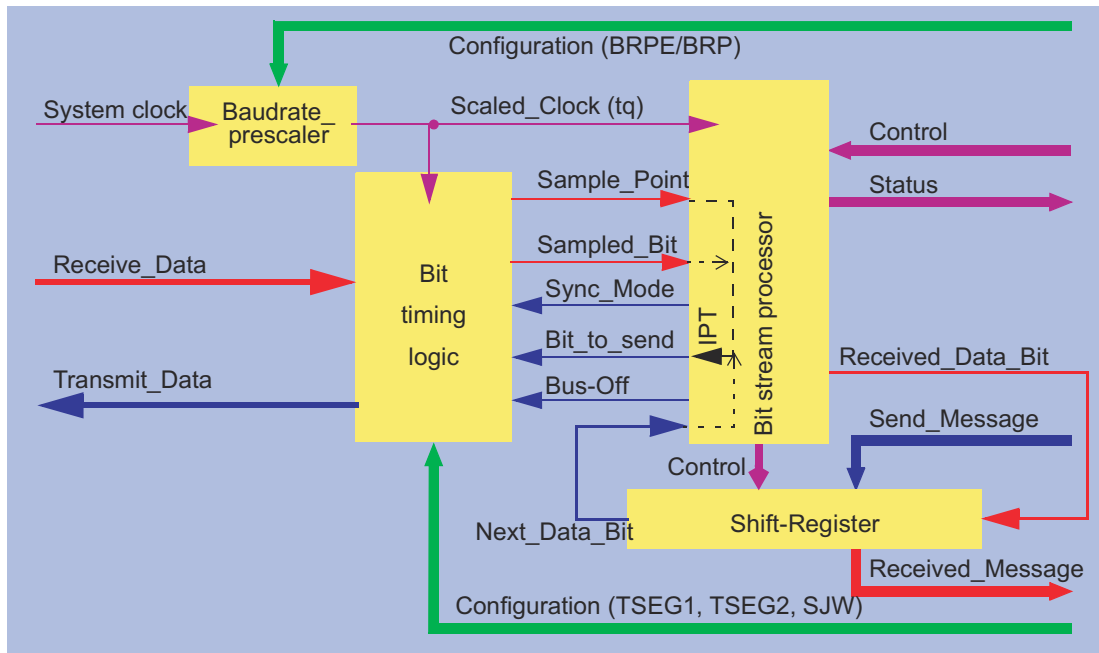 Configuration (BRPE/BRP)
System clock
Baudrate_
prescaler
Scaled_Clock (tq)
Control
Status
Sample_Point
Sampled_Bit
Receive_Data
Bit
timing
logic
Sync_Mode
Bit_to_send
Bus-Off
IPT
Bit stream processor
Transmit_Data
Received_Data_Bit
Send_Message
Control
Next_Data_Bit
Shift-Register
Received_Message
Configuration (TSEG1, TSEG2, SJW)